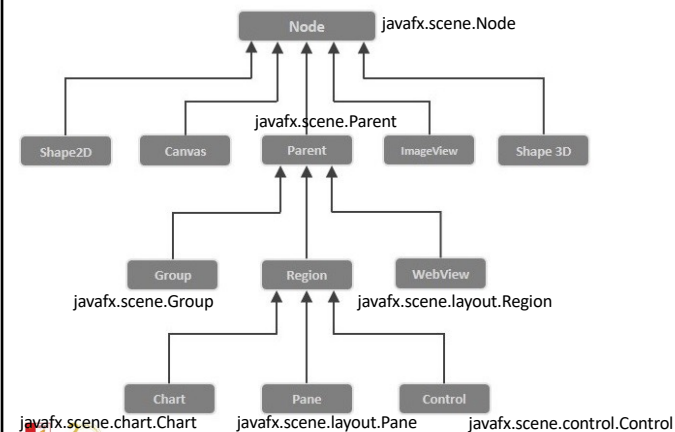 Node
javafx.scene.Node
javafx.scene.Parent
Shape2D
Canvas
Parent
ImageView
Shape 3D
Group
Region
WebView
javafx.scene.Group
javafx.scene.layout.Region
Chart
Pane
Control
javafx.scene.chart.Chart
javafx.scene.layout.Pane
javafx.scene.control.Control